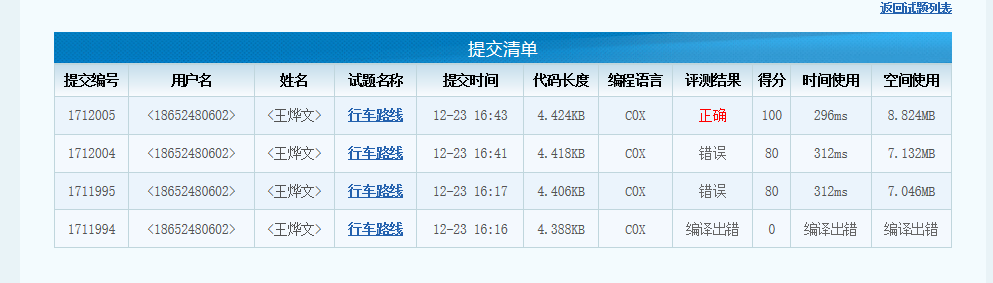 返回试题列表
提交清单
提交编号 用户名 姓名 试题名称 提交时间 代码长度 编程语言 评测结果 得分 时间使用 空间使用
1712005 <18652480602> <王烨文> 行车路线 12-23 16:43 4.424KB C0X 正确 100 296ms 8.824MB
1712004 <18652480602> <王烨文> 行车路线 12-23 16:41 4.418KB C0X 错误 80 312ms 7.132MB
1711995 <18652480602> <王烨文> 行车路线 12-23 16:17 4.406KB C0X 错误 80 312ms 7.046MB
1711994 <18652480602> <王烨文> 行车路线 12-23 16:16 4.388KB C0X 编译出错 0 编译出错 编译出错